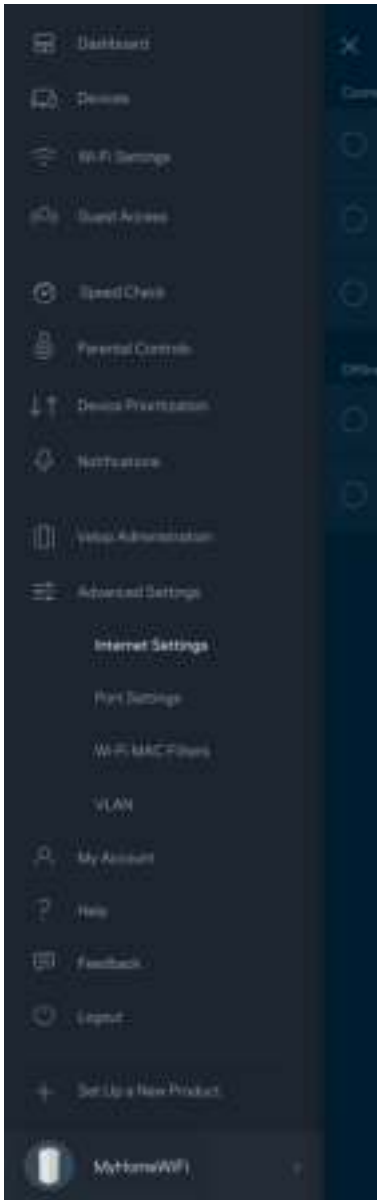 Dashboard
Devices
Wi-Fi Settings
Guest Access
Speed Check
Parental Controls
Device Prioritization
Notifications
Velop Administration
Advanced Settings
Internet Settings
Port Settings
Wi-Fi MAC Filters
VLAN
My Account
Help
Feedback
Logout
Set Up a New Product
MyHomeWiFi